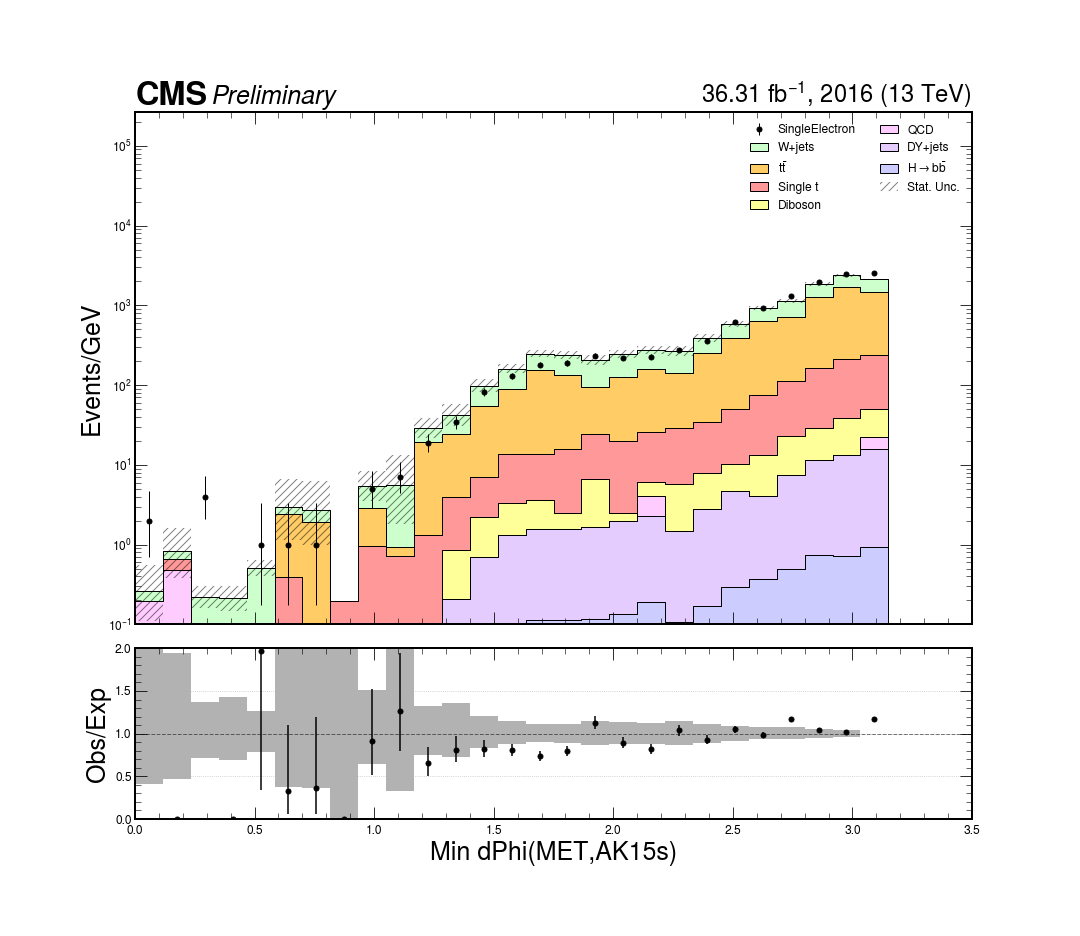 CMS Preliminary
36.31 fb⁻¹, 2016 (13 TeV)
SingleElectron
W+jets
tt̄
Single t
Diboson
QCD
DY+jets
H→bb̄
Stat. Unc.
Events/GeV
10⁵
10⁴
10³
10²
10¹
10⁰
10⁻¹
Obs/Exp
2.0
1.5
1.0
0.5
0.0
0.0 0.5 1.0 1.5 2.0 2.5 3.0 3.5
Min dPhi(MET,AK15s)